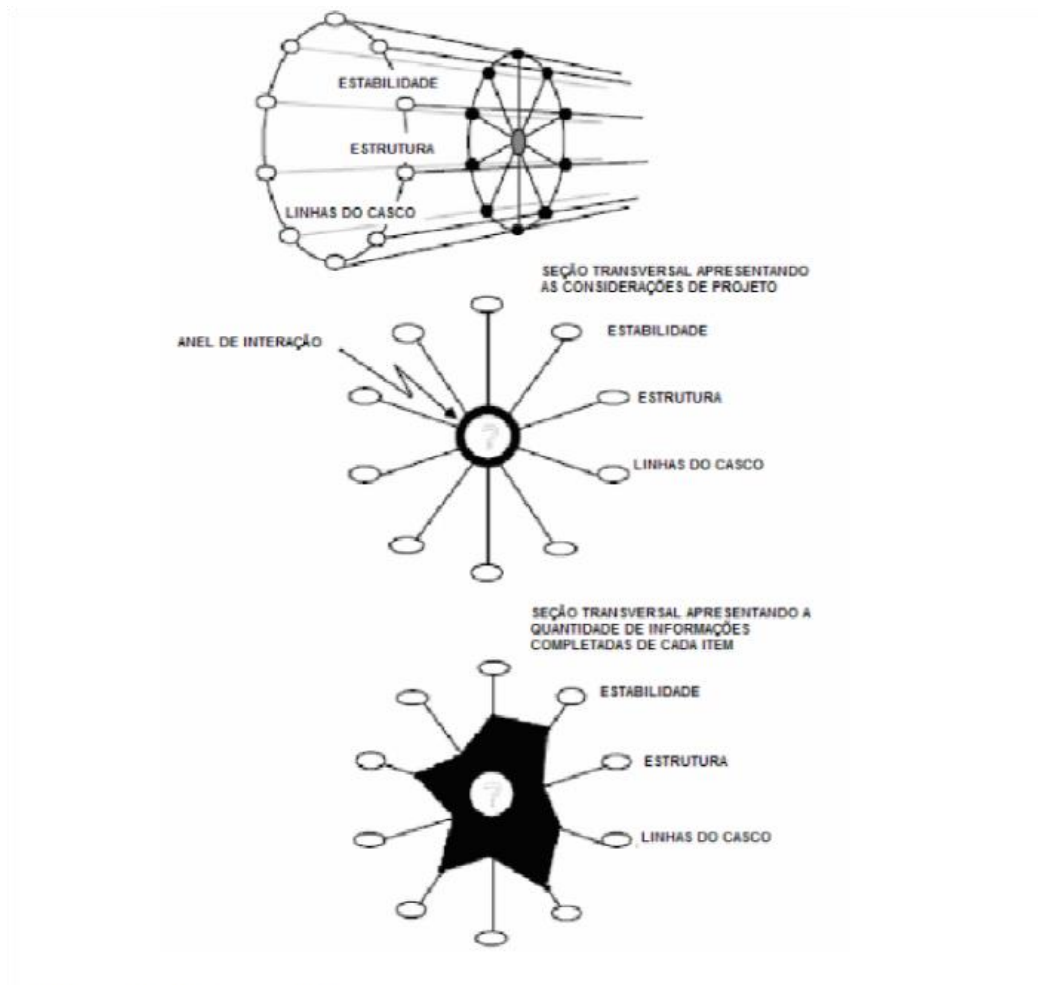 ESTABILIDADE
ESTRUTURA
LINHAS DO CASCO
SEÇÃO TRANSVERSAL APRESENTANDO
AS CONSIDERAÇÕES DE PROJETO
ESTABILIDADE
ANEL DE INTERAÇÃO
ESTRUTURA
?
LINHAS DO CASCO
SEÇÃO TRANSVERSAL APRESENTANDO A
QUANTIDADE DE INFORMAÇÕES
COMPLETADAS DE CADA ITEM
ESTABILIDADE
ESTRUTURA
?
LINHAS DO CASCO